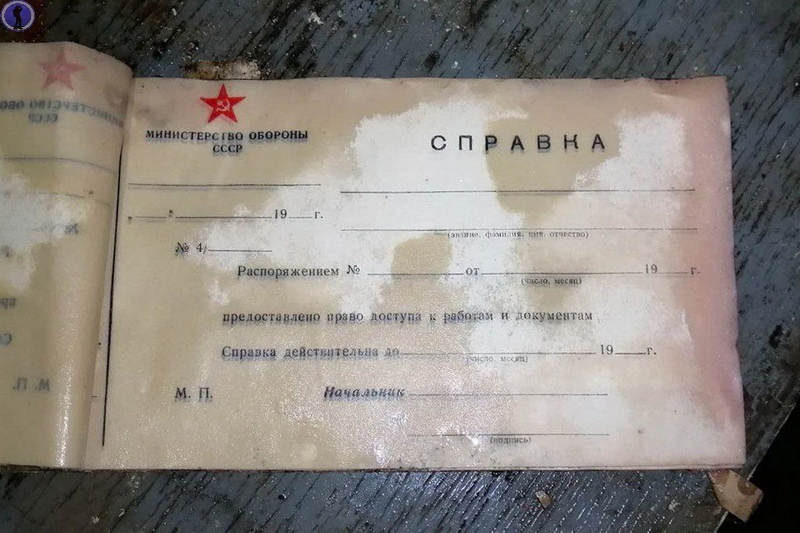 МИНИСТЕРСТВО ОБОРОНЫ
СССР
СПРАВКА
„ “ 19 г.
(звание, фамилия, имя, отчество)
№ 4/
Распоряжением № от 19 г.
(число, месяц)
предоставлено право доступа к работам и документам
Справка действительна до 19 г.
(число, месяц)
М. П. Начальник
(подпись)